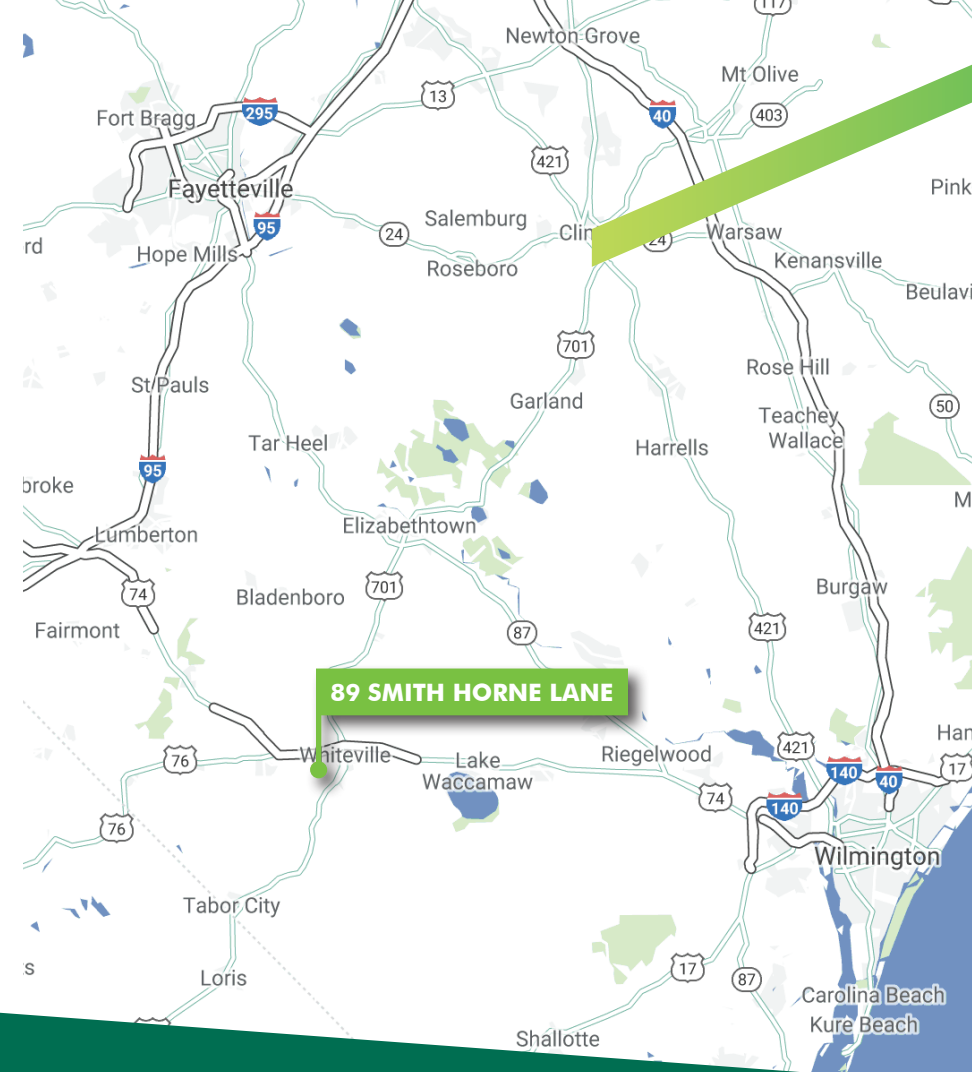 117
Newton Grove
Mt Olive
13
295
40
403
Fort Bragg
421
Fayetteville
Pink
Salemburg
95
24
Clin
24
Warsaw
rd
Hope Mills
Roseboro
Kenansville
Beulavi
701
Rose Hill
St Pauls
Garland
50
Teachey
Wallace
Tar Heel
Harrells
95
broke
M
Elizabethtown
Lumberton
701
74
Bladenboro
Burgaw
Fairmont
87
421
89 SMITH HORNE LANE
Han
421
Whiteville
Riegelwood
76
Lake
Waccamaw
140
40
17
74
140
76
Wilmington
Tabor City
s
Loris
17
87
Carolina Beach
Kure Beach
Shallotte